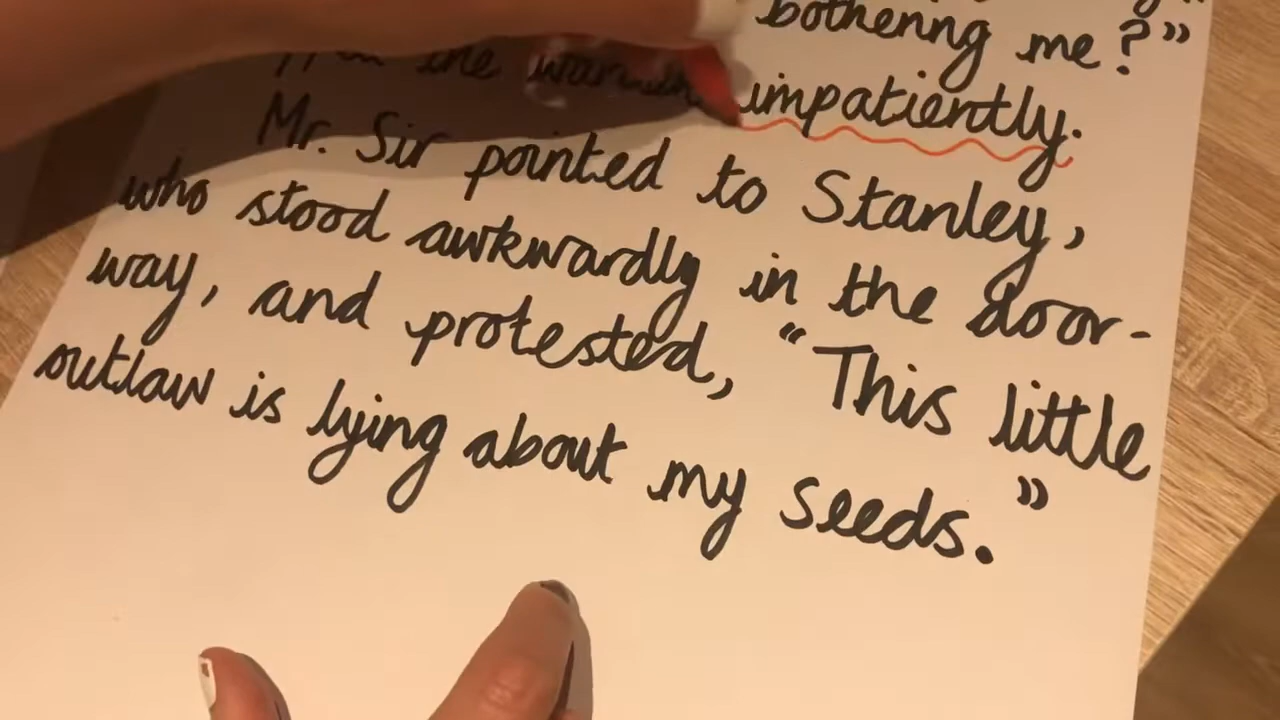 bothering me?"
the impatiently.
Mr. Sir pointed to Stanley,
who stood awkwardly in the door-
way, and protested, "This little
outlaw is lying about my seeds."